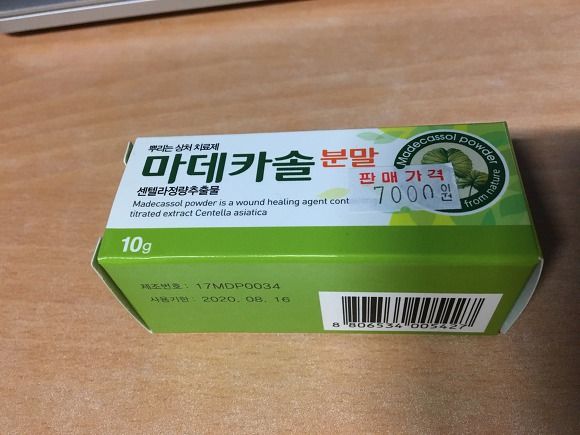 뿌리는 상처 치료제
마데카솔 분말
센텔라정량추출물
Madecassol powder is a wound healing agent
titrated extract Centella asiatica
판매가격
7000원
Madecassol powder
from nature
10g
제조번호 : 17MDP0034
사용기한 : 2020. 08. 16
8 806534 005427